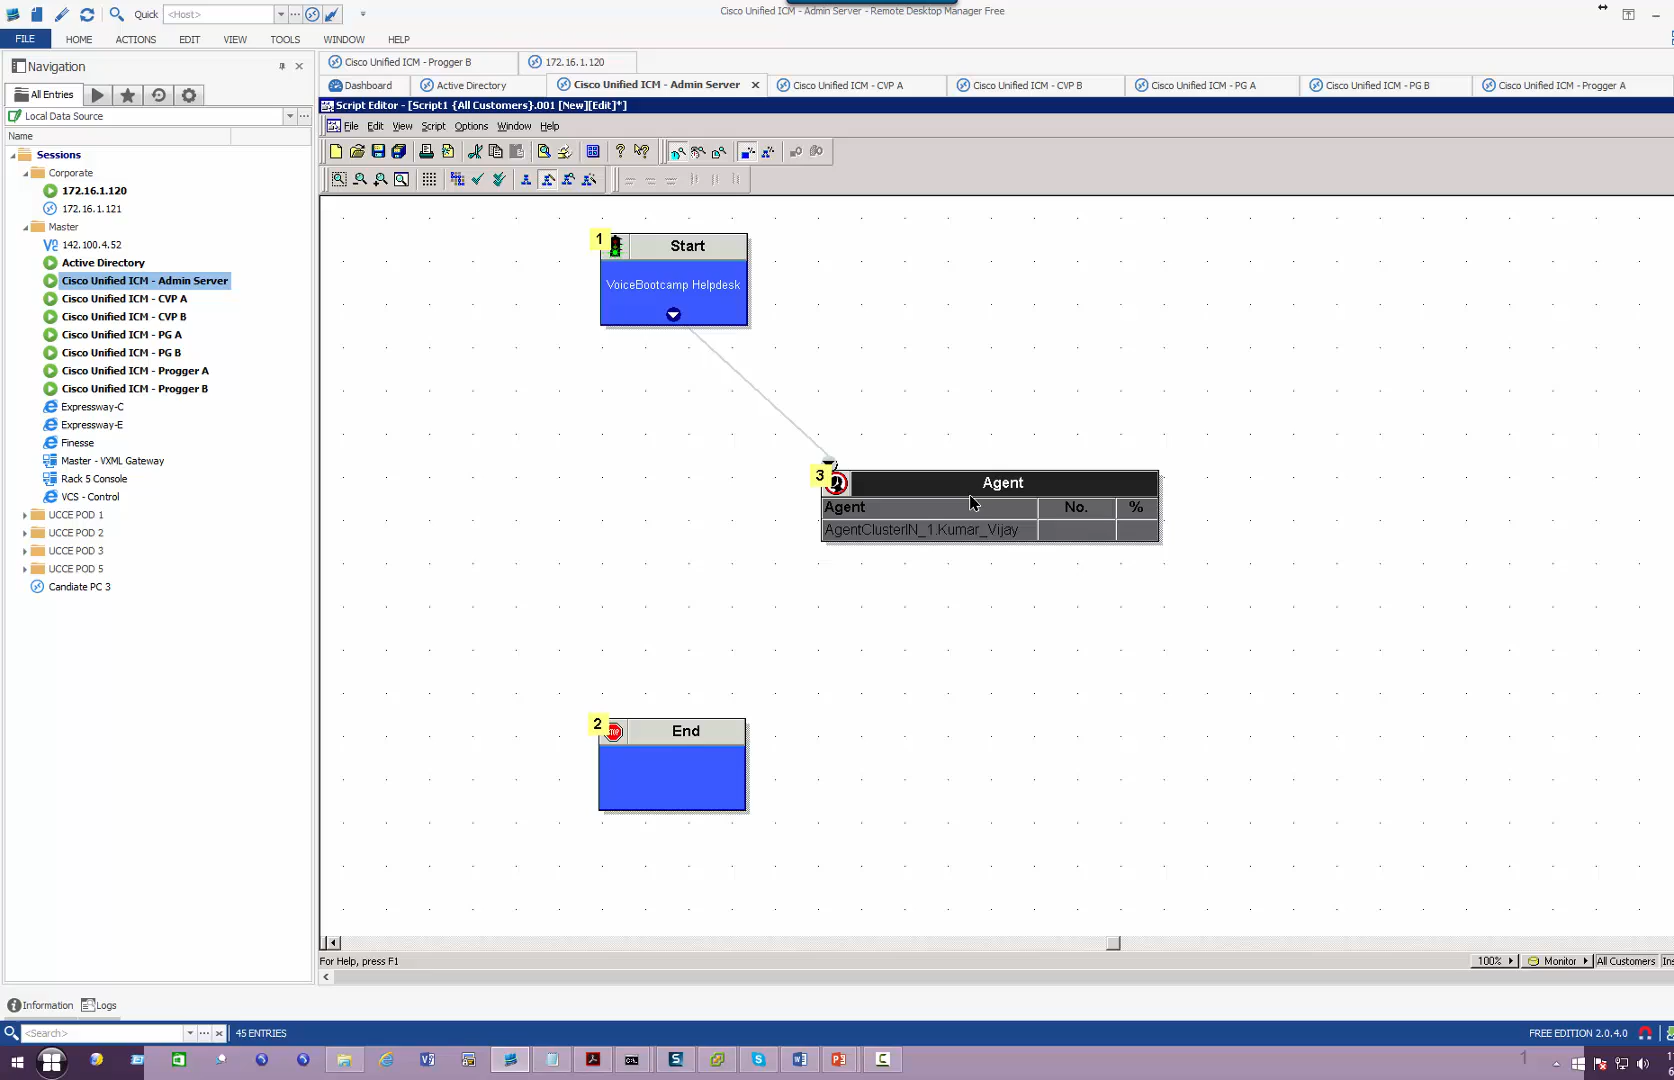 Cisco Unified ICM - Admin Server - Remote Desktop Manager Free
Quick <Host>
FILE HOME ACTIONS EDIT VIEW TOOLS WINDOW HELP
Navigation
All Entries
Local Data Source
Name
Sessions
Corporate
172.16.1.120
172.16.1.121
Master
142.100.4.52
Active Directory
Cisco Unified ICM - Admin Server
Cisco Unified ICM - CVP A
Cisco Unified ICM - CVP B
Cisco Unified ICM - PG A
Cisco Unified ICM - PG B
Cisco Unified ICM - Progger A
Cisco Unified ICM - Progger B
Expressway-C
Expressway-E
Finesse
Master - VXML Gateway
Rack 5 Console
VCS - Control
UCCE POD 1
UCCE POD 2
UCCE POD 3
UCCE POD 5
Candiate PC 3
Cisco Unified ICM - Progger B 172.16.1.120
Dashboard Active Directory Cisco Unified ICM - Admin Server Cisco Unified ICM - CVP A Cisco Unified ICM - CVP B Cisco Unified ICM - PG A Cisco Unified ICM - PG B Cisco Unified ICM - Progger A
Script Editor - [Script1 {All Customers}.001 [New][Edit]*]
File Edit View Script Options Window Help
1 Start
VoiceBootcamp Helpdesk
3 Agent
Agent No. %
AgentClusterIN_1.Kumar_Vijay
2 End
STOP
For Help, press F1
100% Monitor All Customers
Information Logs
<Search> 45 ENTRIES
FREE EDITION 2.0.4.0